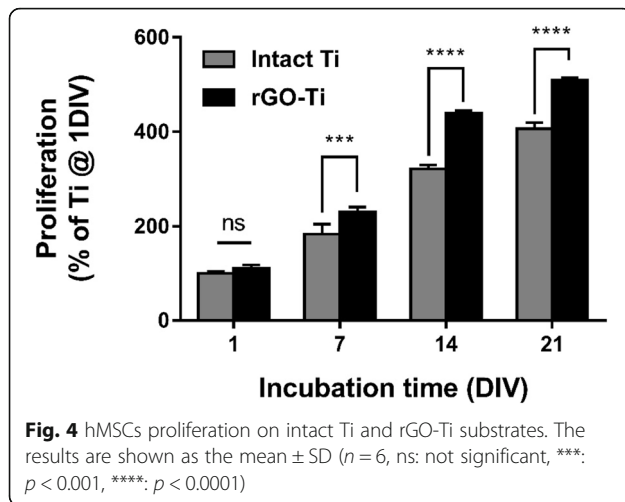 600
400
200
0
Proliferation
(% of Ti @ 1DIV)
Intact Ti
rGO-Ti
ns
***
****
****
1 7 14 21
Incubation time (DIV)
Fig. 4 hMSCs proliferation on intact Ti and rGO-Ti substrates. The
results are shown as the mean ± SD (n = 6, ns: not significant, ***:
p < 0.001, ****: p < 0.0001)